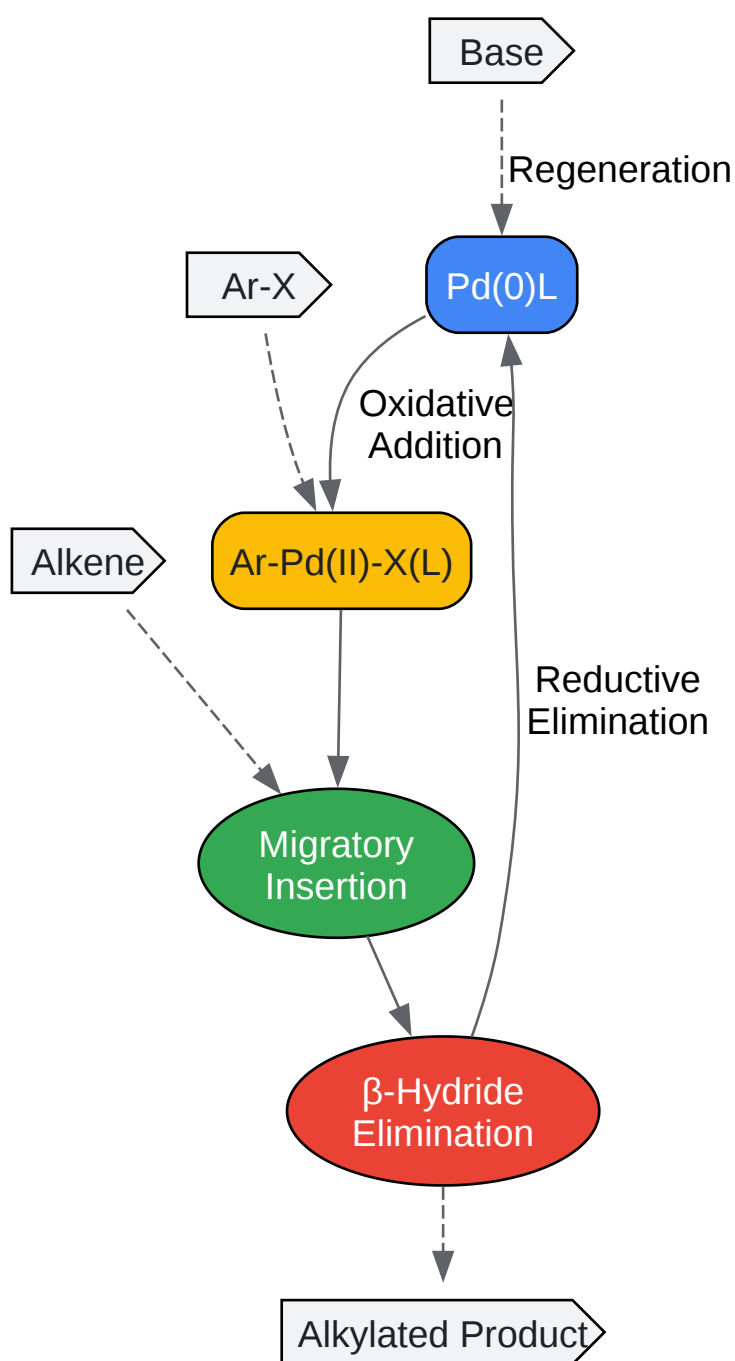 Base
Regeneration
Pd(0)L
Ar-X
Oxidative
Addition
Ar-Pd(II)-X(L)
Alkene
Reductive
Elimination
Migratory
Insertion
β-Hydride
Elimination
Alkylated Product